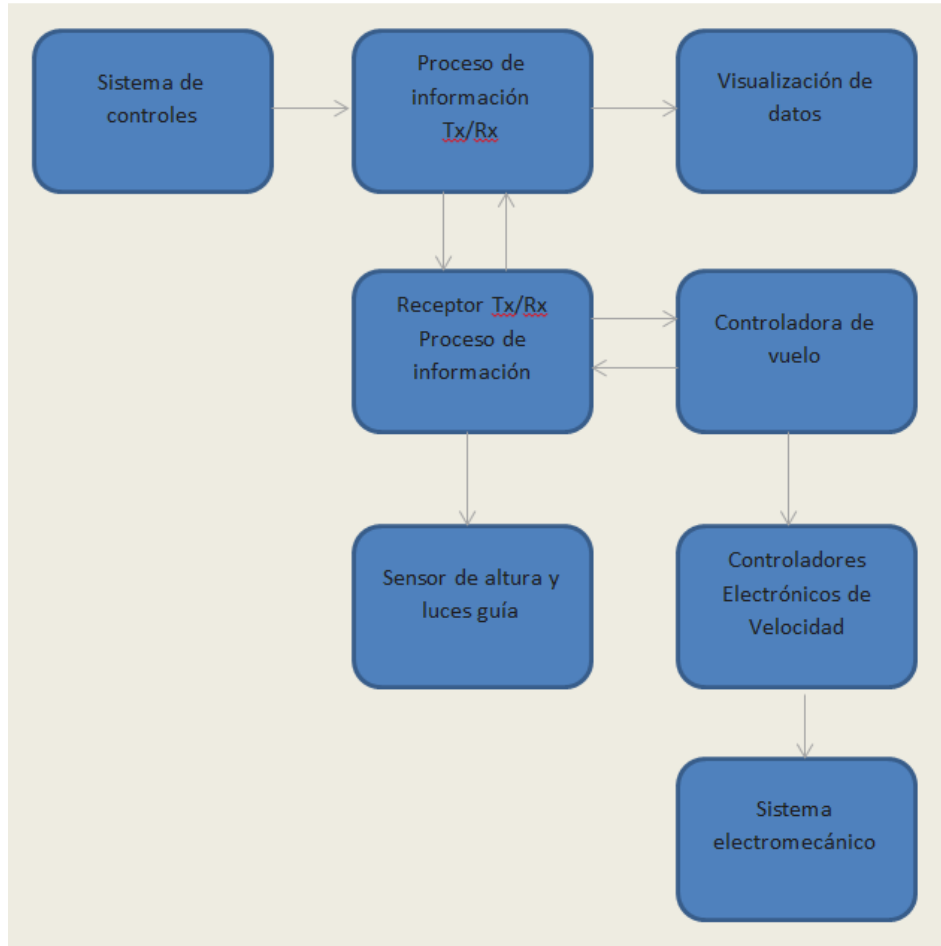 Sistema de
controles
Proceso de
información
Tx/Rx
Visualización de
datos
Receptor Tx/Rx
Proceso de
información
Controladora de
vuelo
Sensor de altura y
luces guía
Controladores
Electrónicos de
Velocidad
Sistema
electromecánico